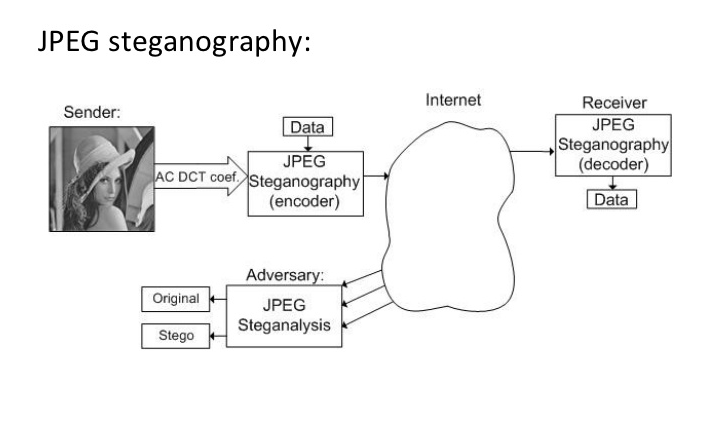 JPEG steganography:
Sender:
AC DCT coef.
Data
JPEG
Steganography
(encoder)
Internet
Receiver
JPEG
Steganography
(decoder)
Data
Adversary:
JPEG
Steganalysis
Original
Stego